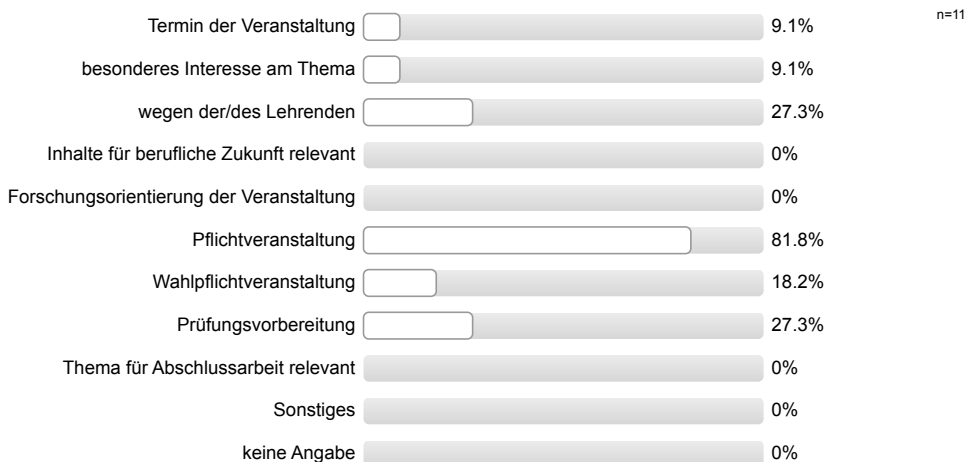 n=11
Termin der Veranstaltung 9.1%
besonderes Interesse am Thema 9.1%
wegen der/des Lehrenden 27.3%
Inhalte für berufliche Zukunft relevant 0%
Forschungsorientierung der Veranstaltung 0%
Pflichtveranstaltung 81.8%
Wahlpflichtveranstaltung 18.2%
Prüfungsvorbereitung 27.3%
Thema für Abschlussarbeit relevant 0%
Sonstiges 0%
keine Angabe 0%